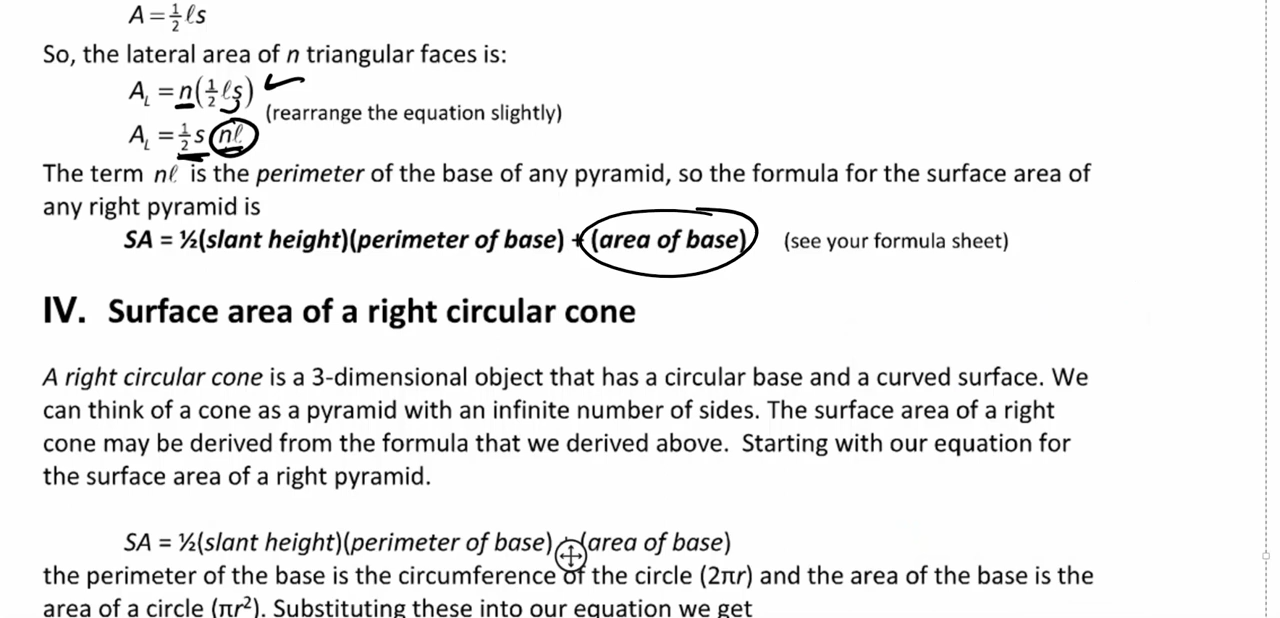 A = ½ ℓs
So, the lateral area of n triangular faces is:
A_L = n(½ ℓs)
(rearrange the equation slightly)
A_L = ½ s(nℓ)
The term nℓ is the perimeter of the base of any pyramid, so the formula for the surface area of
any right pyramid is
SA = ½(slant height)(perimeter of base) + (area of base) (see your formula sheet)
IV. Surface area of a right circular cone
A right circular cone is a 3-dimensional object that has a circular base and a curved surface. We
can think of a cone as a pyramid with an infinite number of sides. The surface area of a right
cone may be derived from the formula that we derived above. Starting with our equation for
the surface area of a right pyramid.
SA = ½(slant height)(perimeter of base) + (area of base)
the perimeter of the base is the circumference of the circle (2πr) and the area of the base is the
area of a circle (πr²). Substituting these into our equation we get